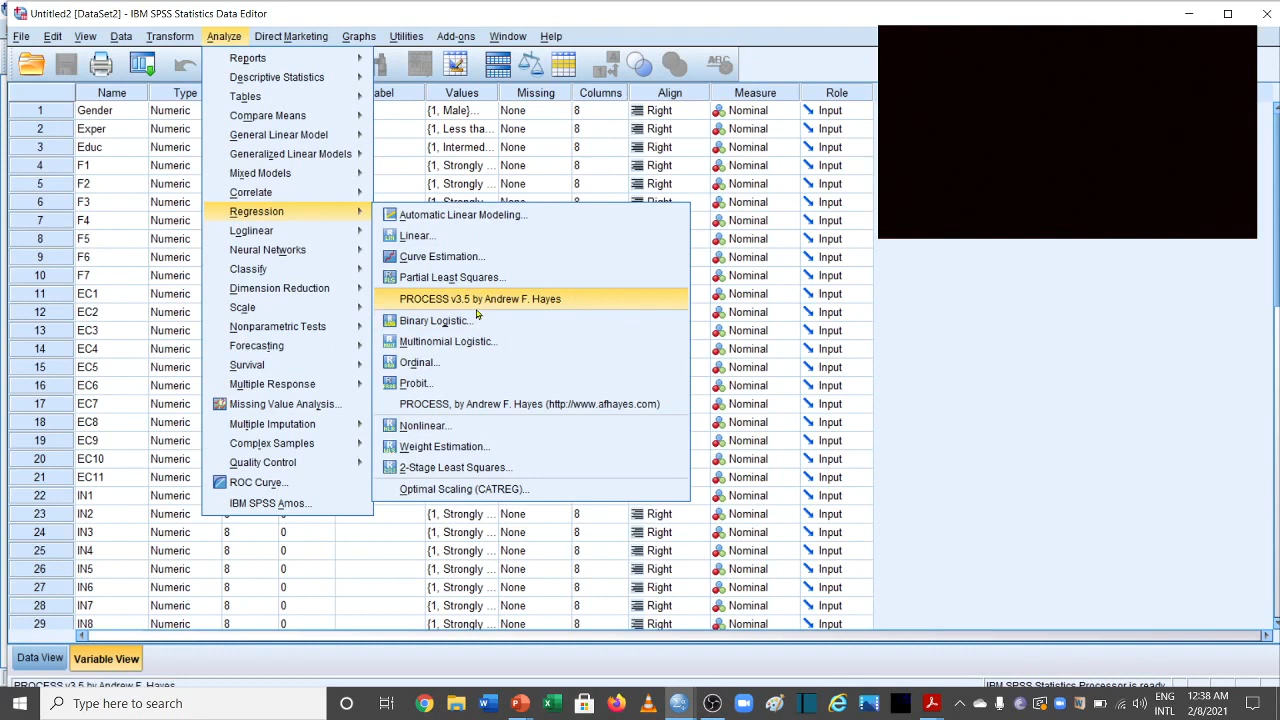 Untitled2 [DataSet2] - IBM SPSS Statistics Data Editor
File Edit View Data Transform Analyze Direct Marketing Graphs Utilities Add-ons Window Help
Name Type abel Values Missing Columns Align Measure Role
1 Gender Numeric {1, Male}... None 8 Right Nominal Input
2 Exper Numeric {1, Less tha... None 8 Right Nominal Input
3 Educ Numeric {1, Intermed... None 8 Right Nominal Input
4 F1 Numeric {1, Strongly ... None 8 Right Nominal Input
5 F2 Numeric {1, Strongly ... None 8 Right Nominal Input
6 F3 Numeric Nominal Input
7 F4 Numeric Nominal Input
8 F5 Numeric Nominal Input
9 F6 Numeric Nominal Input
10 F7 Numeric Nominal Input
11 EC1 Numeric Nominal Input
12 EC2 Numeric Nominal Input
13 EC3 Numeric Nominal Input
14 EC4 Numeric Nominal Input
15 EC5 Numeric Nominal Input
16 EC6 Numeric Nominal Input
17 EC7 Numeric Nominal Input
18 EC8 Numeric Nominal Input
19 EC9 Numeric Nominal Input
20 EC10 Numeric Nominal Input
21 EC11 Numeric Nominal Input
22 IN1 Numeric Nominal Input
23 IN2 Numeric 8 0 {1, Strongly ... None 8 Right Nominal Input
24 IN3 Numeric 8 0 {1, Strongly ... None 8 Right Nominal Input
25 IN4 Numeric 8 0 {1, Strongly ... None 8 Right Nominal Input
26 IN5 Numeric 8 0 {1, Strongly ... None 8 Right Nominal Input
27 IN6 Numeric 8 0 {1, Strongly ... None 8 Right Nominal Input
28 IN7 Numeric 8 0 {1, Strongly ... None 8 Right Nominal Input
29 IN8 Numeric 8 0 {1, Strongly ... None 8 Right Nominal Input
Reports
Descriptive Statistics
Tables
Compare Means
General Linear Model
Generalized Linear Models
Mixed Models
Correlate
Regression
Loglinear
Neural Networks
Classify
Dimension Reduction
Scale
Nonparametric Tests
Forecasting
Survival
Multiple Response
Missing Value Analysis...
Multiple Imputation
Complex Samples
Quality Control
ROC Curve...
IBM SPSS Amos...
Automatic Linear Modeling...
Linear...
Curve Estimation...
Partial Least Squares...
PROCESS v3.5 by Andrew F. Hayes
Binary Logistic...
Multinomial Logistic...
Ordinal...
Probit...
PROCESS, by Andrew F. Hayes (http://www.afhayes.com)
Nonlinear...
Weight Estimation...
2-Stage Least Squares...
Optimal Scaling (CATREG)...
Data View Variable View
PROCESS v3.5 by Andrew F. Hayes IBM SPSS Statistics Processor is ready
Type here to search
ENG 12:38 AM
INTL 2/8/2021